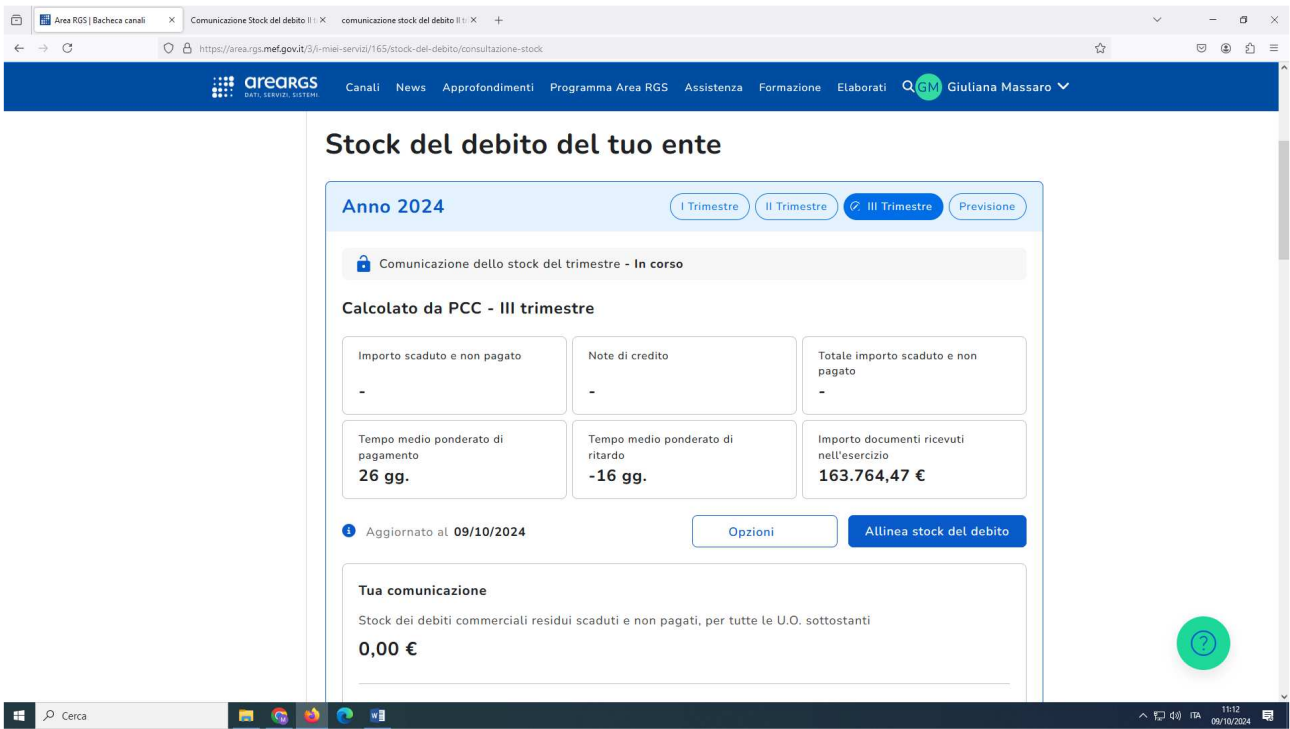 Area RGS | Bacheca canali
Comunicazione Stock del debito II t
comunicazione stock del debito II t
https://area.rgs.mef.gov.it/3/i-miei-servizi/165/stock-del-debito/consultazione-stock
areaRGS
DATI, SERVIZI, SISTEMI.
Canali News Approfondimenti Programma Area RGS Assistenza Formazione Elaborati GM Giuliana Massaro
Stock del debito del tuo ente
Anno 2024
I Trimestre II Trimestre III Trimestre Previsione
Comunicazione dello stock del trimestre - In corso
Calcolato da PCC - III trimestre
Importo scaduto e non pagato
-
Note di credito
-
Totale importo scaduto e non
pagato
-
Tempo medio ponderato di
pagamento
26 gg.
Tempo medio ponderato di
ritardo
-16 gg.
Importo documenti ricevuti
nell'esercizio
163.764,47 €
Aggiornato al 09/10/2024
Opzioni
Allinea stock del debito
Tua comunicazione
Stock dei debiti commerciali residui scaduti e non pagati, per tutte le U.O. sottostanti
0,00 €
?
Cerca
ITA
11:12
09/10/2024